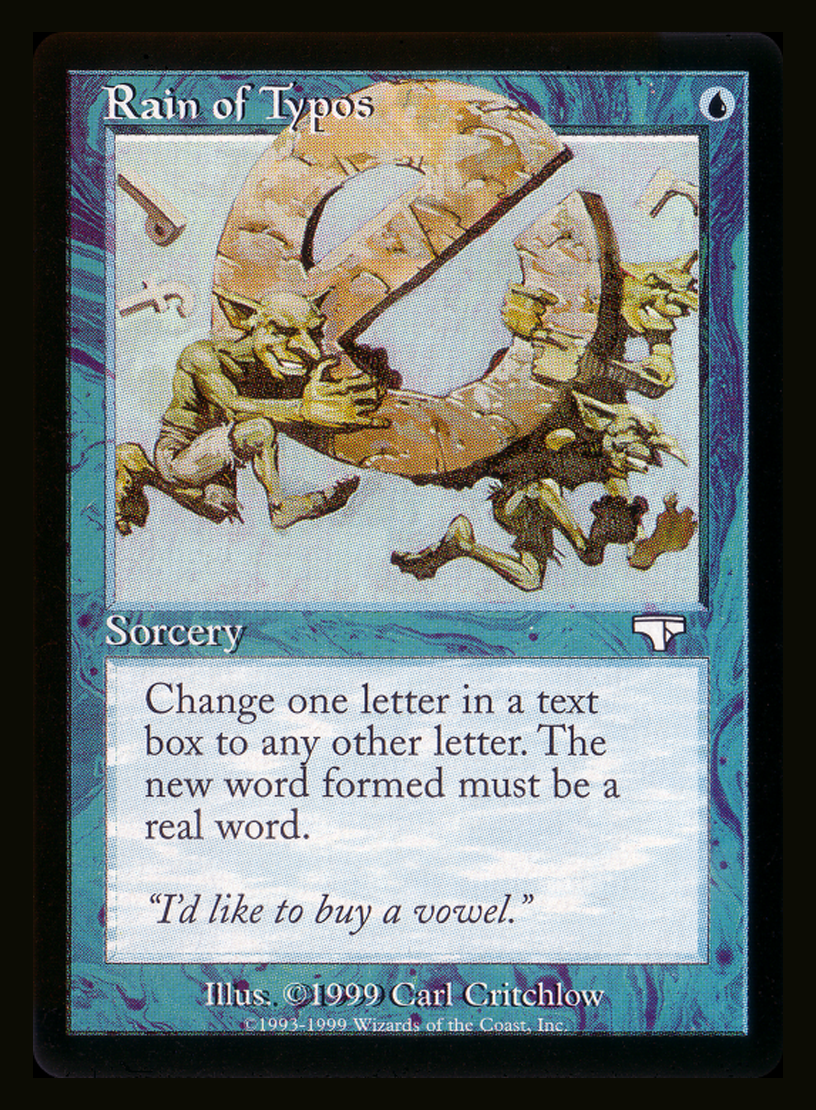 Rain of Typos
Sorcery
Change one letter in a text
box to any other letter. The
new word formed must be a
real word.
“I’d like to buy a vowel.”
Illus. ©1999 Carl Critchlow
©1993-1999 Wizards of the Coast, Inc.